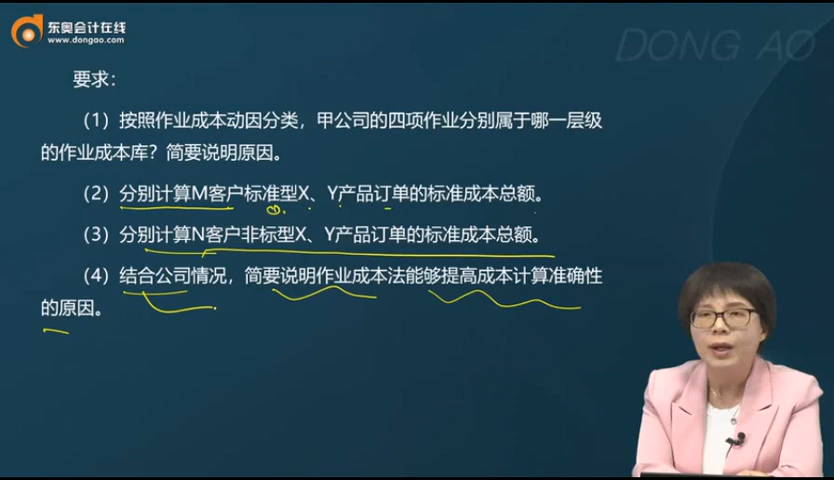 东奥会计在线
www.dongao.com
DONG AO
要求：
（1）按照作业成本动因分类，甲公司的四项作业分别属于哪一层级
的作业成本库？简要说明原因。
（2）分别计算M客户标准型X、Y产品订单的标准成本总额。
（3）分别计算N客户非标型X、Y产品订单的标准成本总额。
（4）结合公司情况，简要说明作业成本法能够提高成本计算准确性
的原因。